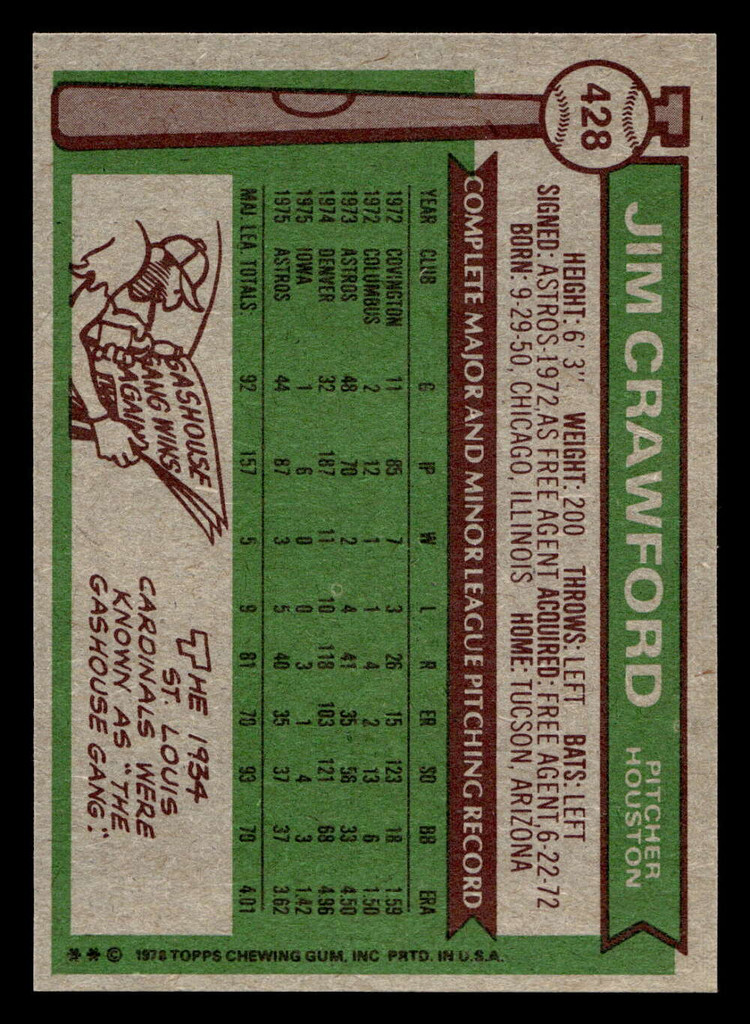 428
JIM CRAWFORD
PITCHER
HOUSTON
HEIGHT: 6' 3" WEIGHT: 200 THROWS: LEFT BATS: LEFT
SIGNED: ASTROS-1972, AS FREE AGENT ACQUIRED: FREE AGENT, 6-22-72
BORN: 9-29-50, CHICAGO, ILLINOIS HOME: TUCSON, ARIZONA
COMPLETE MAJOR AND MINOR LEAGUE PITCHING RECORD
YEAR CLUB G IP W L R ER SO BB ERA
1972 COVINGTON 11 85 7 3 26 15 123 18 1.59
1972 COLUMBUS 2 12 1 1 4 2 13 6 1.50
1973 ASTROS 48 70 2 4 41 35 56 33 4.50
1974 DENVER 32 187 11 10 118 103 121 68 4.96
1975 IOWA 1 6 0 0 3 1 4 3 1.42
1975 ASTROS 44 87 3 5 40 35 37 37 3.62
MAJ. LEA. TOTALS 92 157 5 9 81 70 93 70 4.01
GASHOUSE
GANG WINS
AGAIN
THE 1934
ST. LOUIS
CARDINALS WERE
KNOWN AS "THE
GASHOUSE GANG."
** © 1976 TOPPS CHEWING GUM, INC PRTD. IN U.S.A.